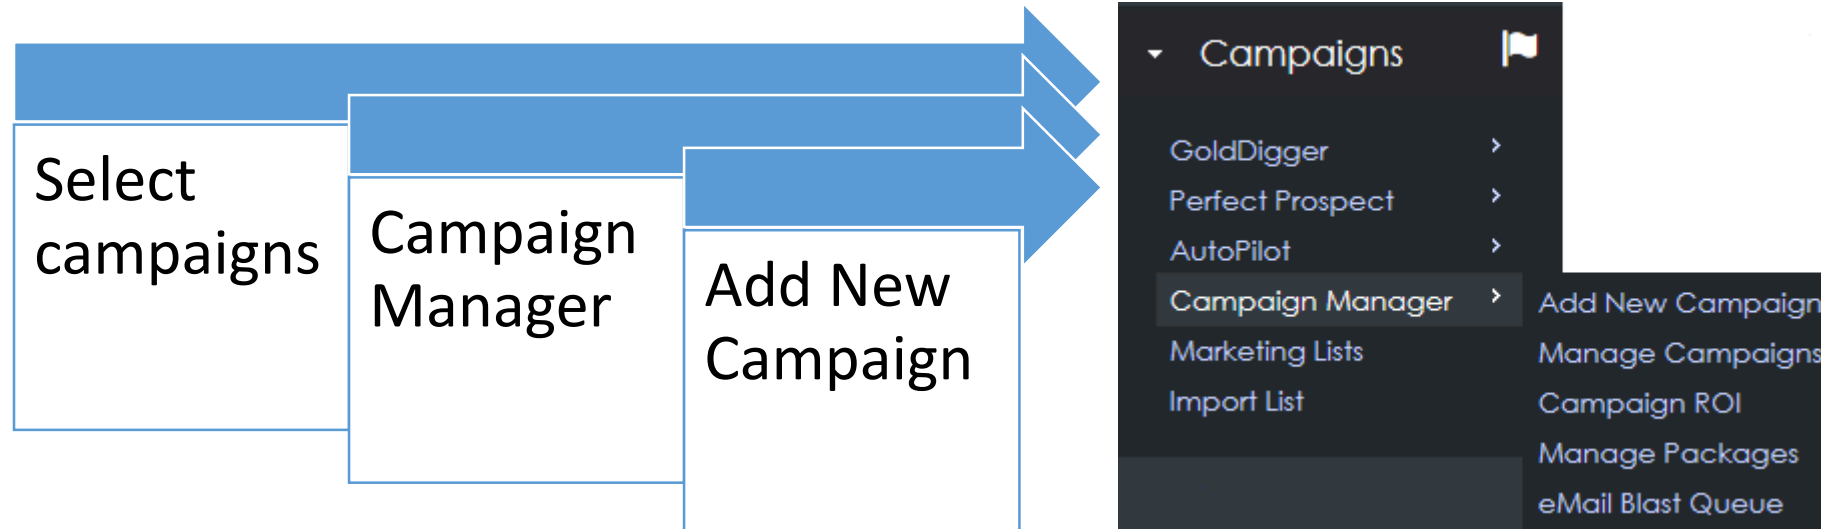 Select
campaigns
Campaign
Manager
Add New
Campaign
Campaigns
GoldDigger
Perfect Prospect
AutoPilot
Campaign Manager
Marketing Lists
Import List
Add New Campaign
Manage Campaigns
Campaign ROI
Manage Packages
eMail Blast Queue